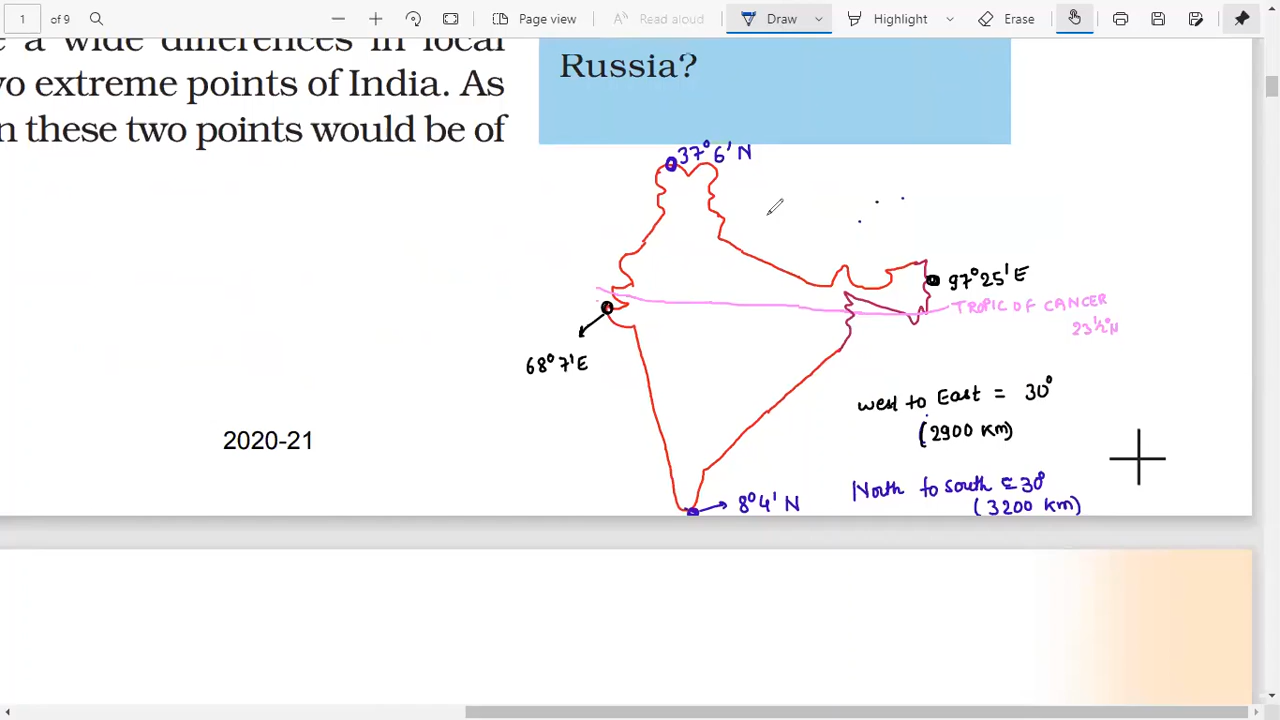 1 of 9 Page view Read aloud Draw Highlight Erase
a wide differences in local
vo extreme points of India. As
n these two points would be of
Russia?
37°6'N
97°25'E
TROPIC OF CANCER
23½°N
68°7'E
West to East = 30°
(2900 Km)
2020-21
North to South ≅ 30°
8°4' N
(3200 Km)